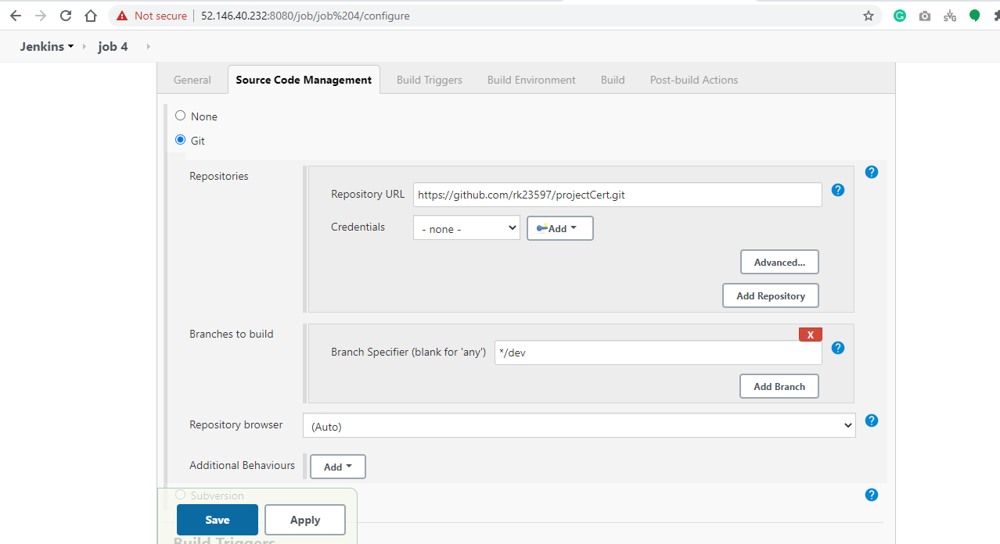 Not secure 52.146.40.232:8080/job/job%204/configure
Jenkins job 4
General Source Code Management Build Triggers Build Environment Build Post-build Actions
None
Git
Repositories
Repository URL https://github.com/rk23597/projectCert.git
Credentials - none - Add
Advanced...
Add Repository
Branches to build
X
Branch Specifier (blank for 'any') */dev
Add Branch
Repository browser (Auto)
Additional Behaviours Add
Subversion
Save Apply
Build Triggers